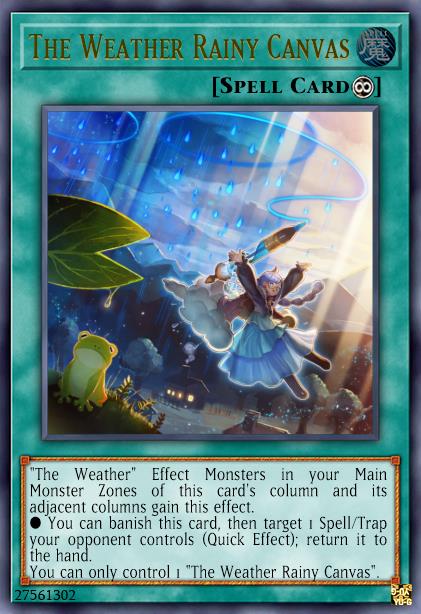 The Weather Rainy Canvas 魔
[Spell Card]
"The Weather" Effect Monsters in your Main
Monster Zones of this card's column and its
adjacent columns gain this effect.
● You can banish this card, then target 1 Spell/Trap
your opponent controls (Quick Effect); return it to
the hand.
You can only control 1 "The Weather Rainy Canvas".
27561302